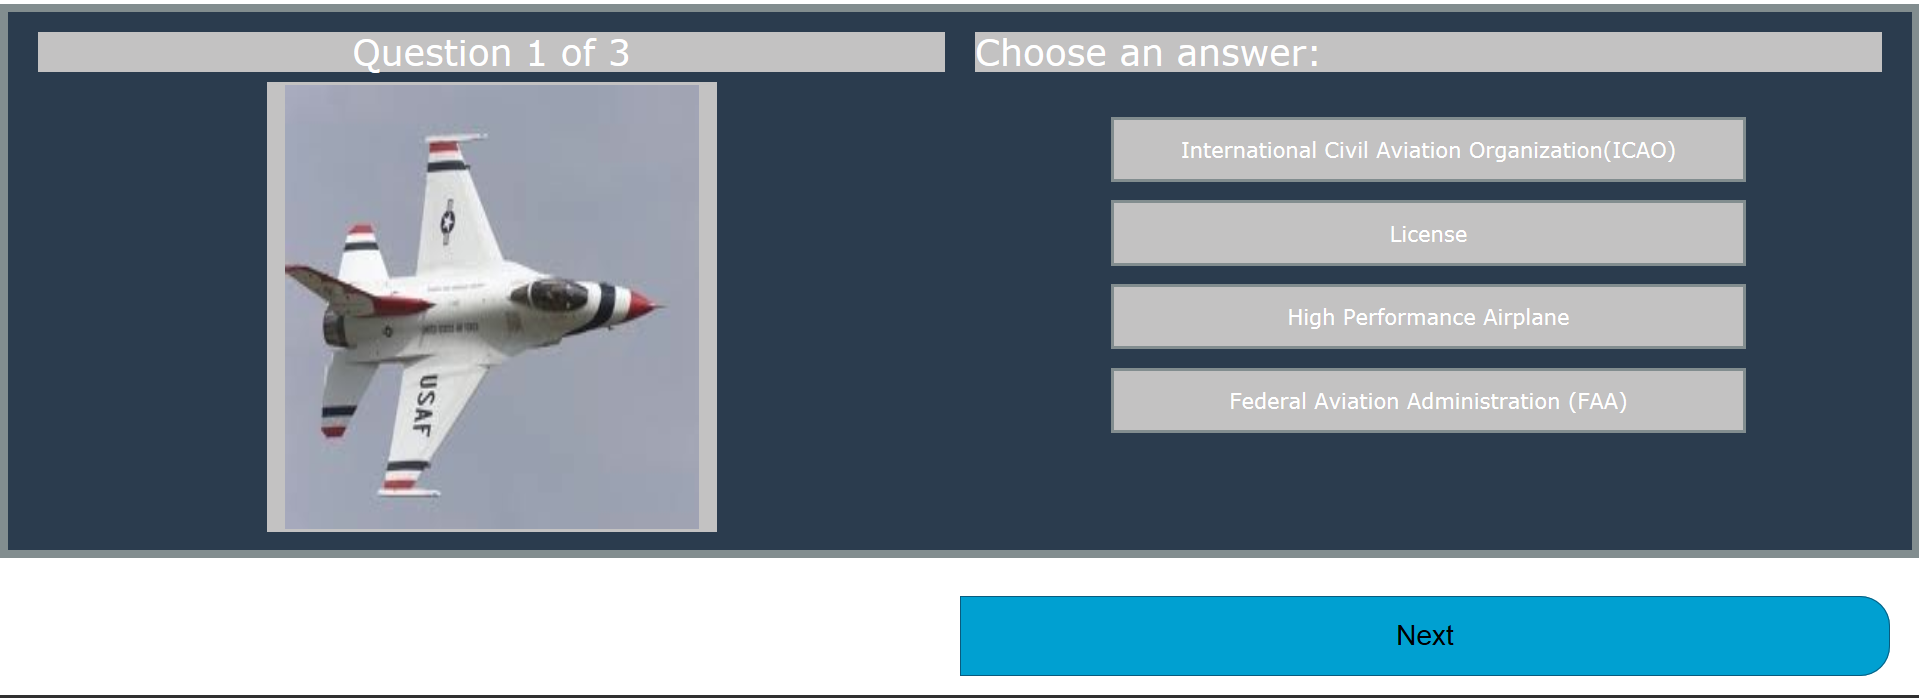 Question 1 of 3
USAF
Choose an answer:
International Civil Aviation Organization(ICAO)
License
High Performance Airplane
Federal Aviation Administration (FAA)
Next